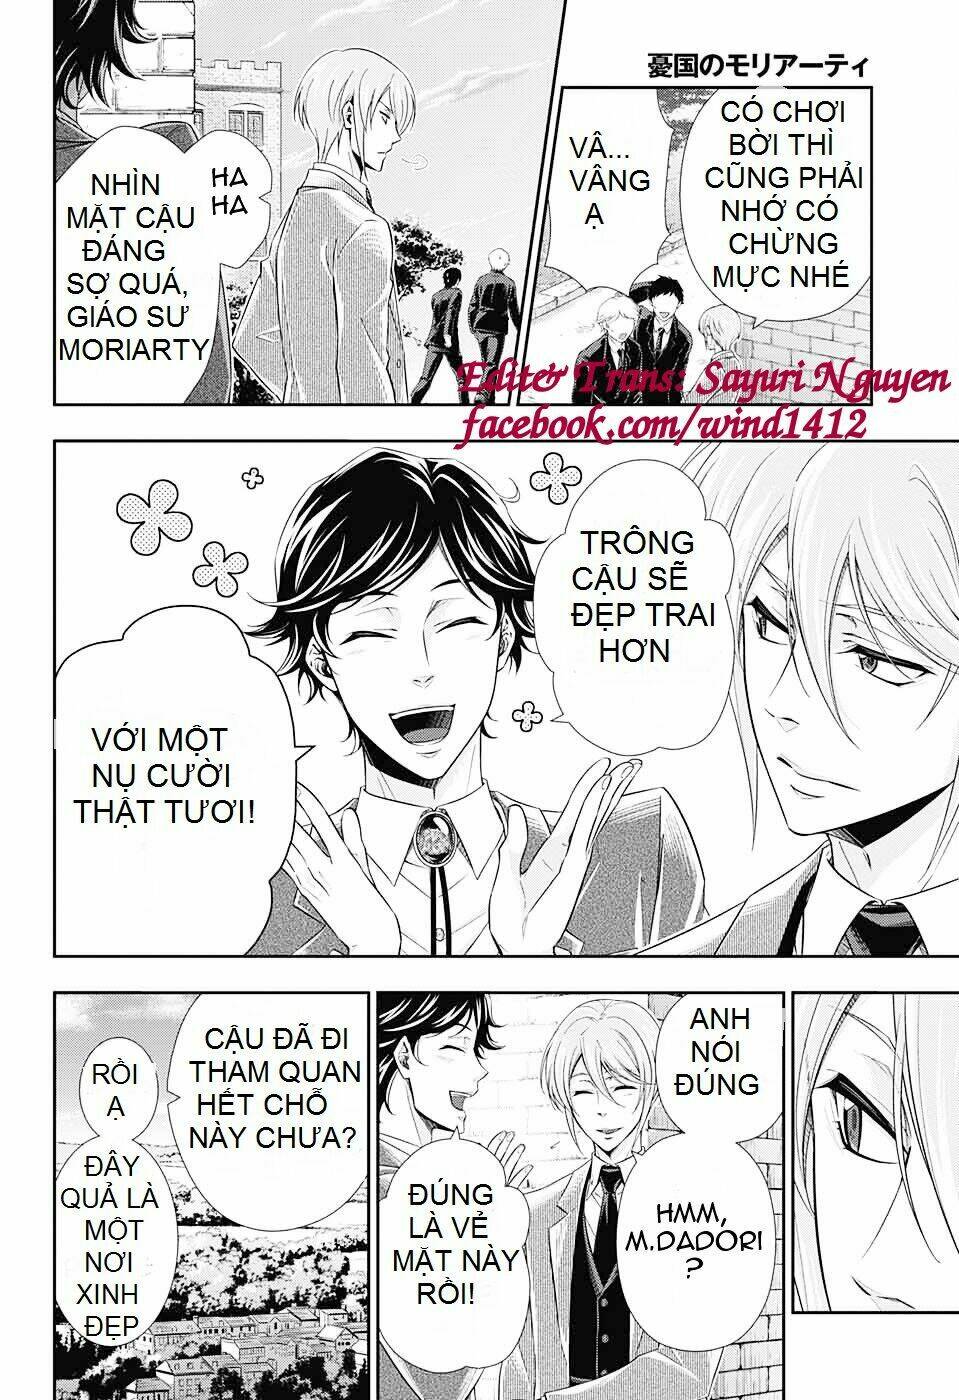 憂国のモリアーティ
CÓ CHƠI
BỜI THÌ
CŨNG PHẢI
NHỚ CÓ
CHỪNG
MỰC NHÉ
VÂ...
VÂNG
Ạ
HA
HA
NHÌN
MẶT CẬU
ĐÁNG
SỢ QUÁ,
GIÁO SƯ
MORIARTY
Edit& Trans: Sayuri Nguyen
facebook.com/wind1412
TRÔNG
CẬU SẼ
ĐẸP TRAI
HƠN
VỚI MỘT
NỤ CƯỜI
THẬT TƯƠI!
ANH
NÓI
ĐÚNG
HMM,
M.DADORI
?
ĐÚNG
LÀ VẺ
MẶT NÀY
RỒI!
CẬU ĐÃ ĐI
THAM QUAN
HẾT CHỖ
NÀY CHƯA?
RỒI
Ạ
ĐÂY
QUẢ LÀ
MỘT
NƠI
XINH
ĐẸP